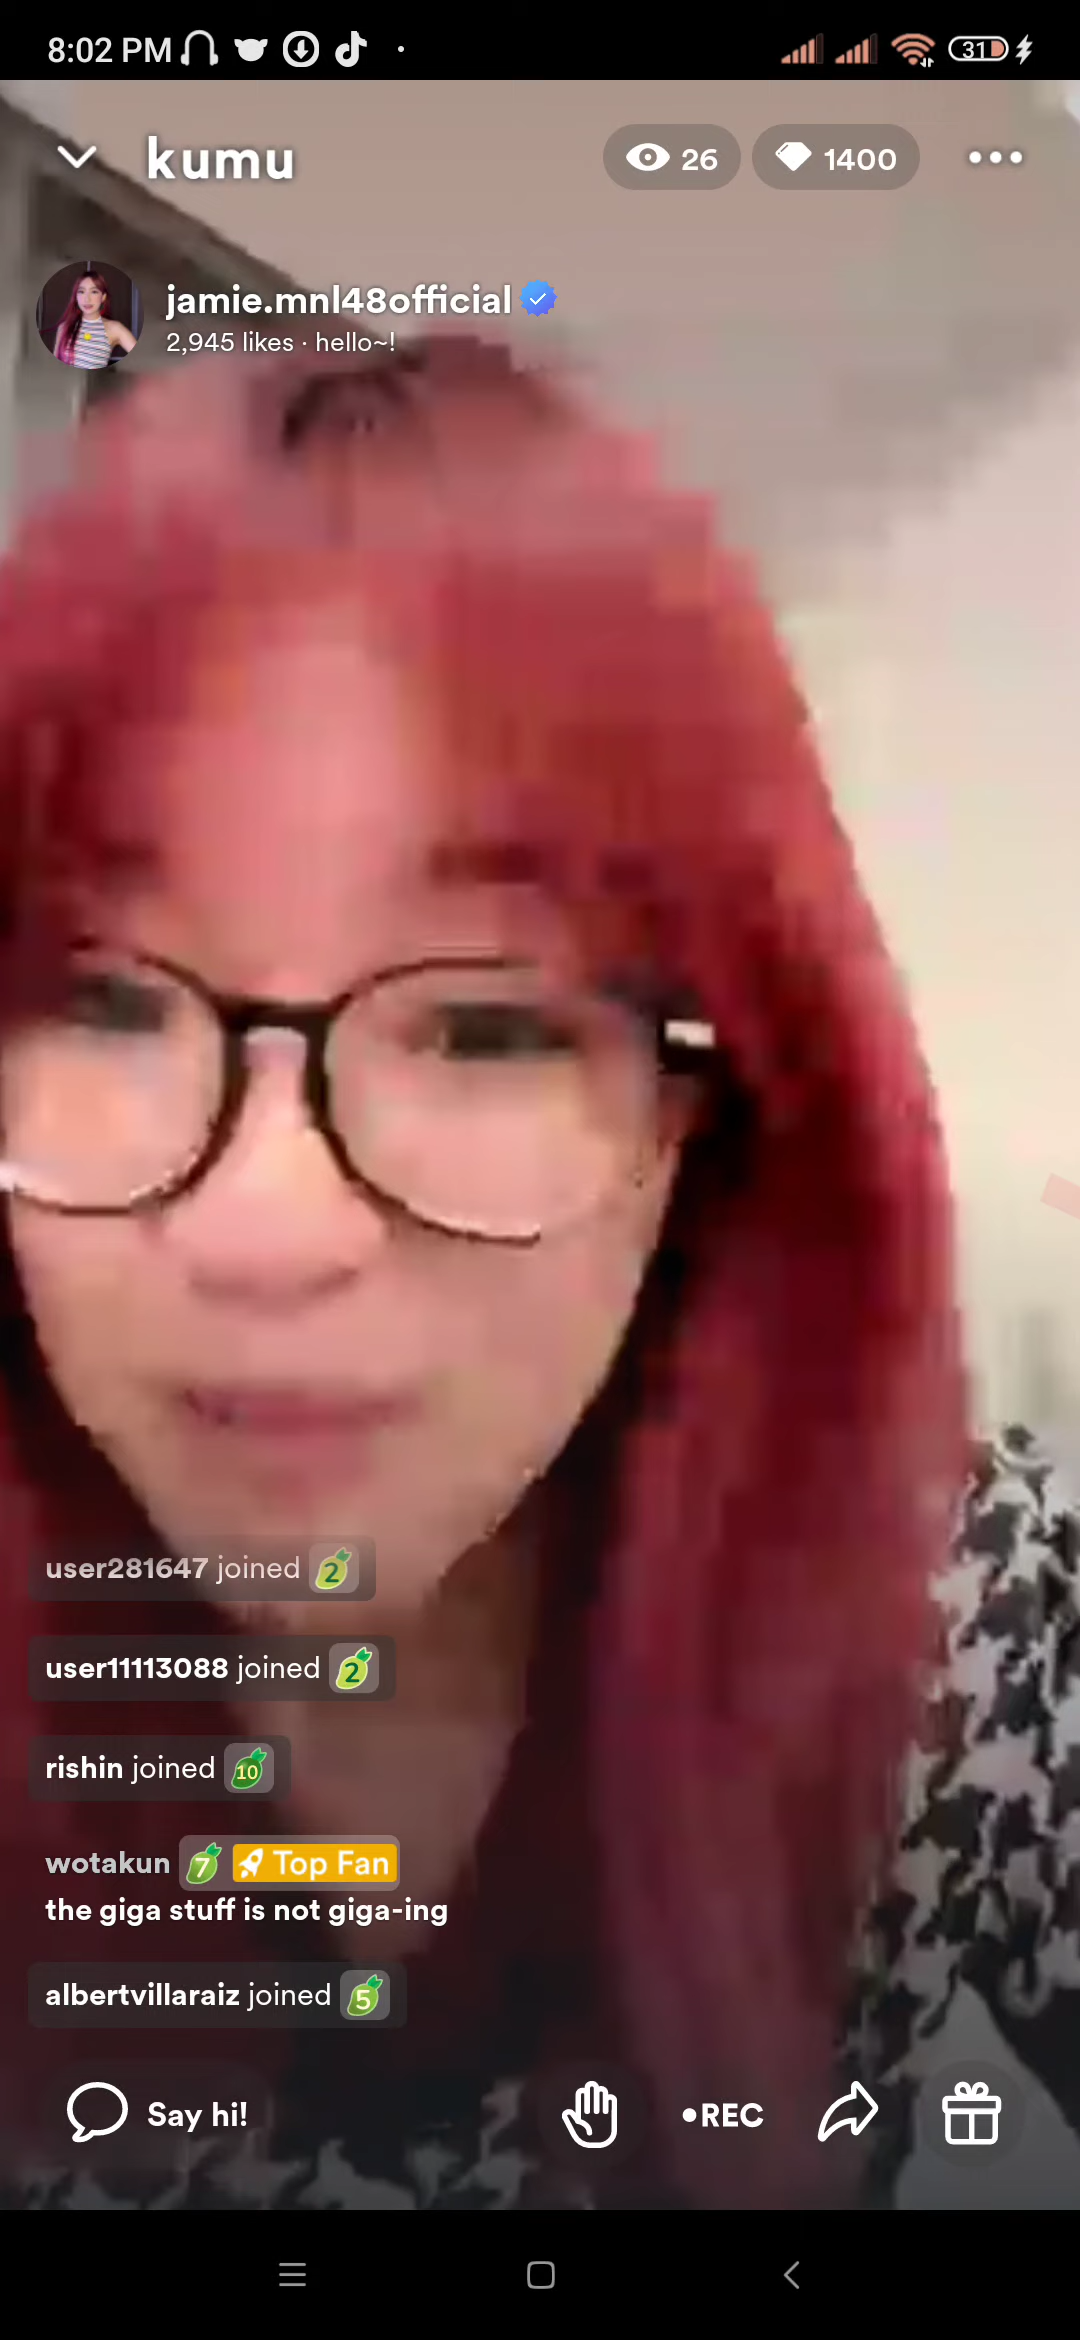 8:02 PM
31
kumu
26
1400
jamie.mnl48official
2,945 likes · hello~!
user281647 joined 2
user11113088 joined 2
rishin joined 10
wotakun 7 Top Fan
the giga stuff is not giga-ing
albertvillaraiz joined 5
Say hi!
•REC